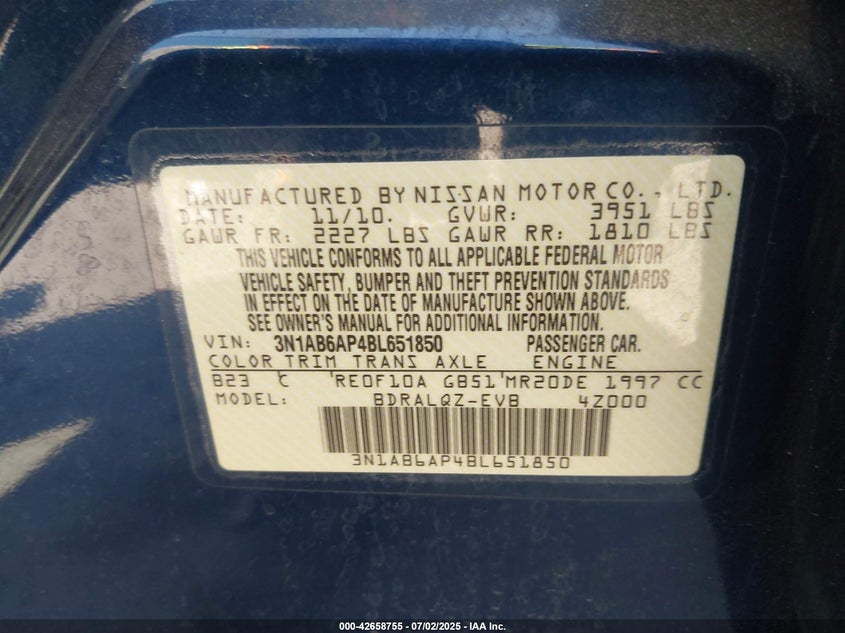 MANUFACTURED BY NISSAN MOTOR CO., LTD.
DATE: 11/10. GVWR: 3951 LBS
GAWR FR: 2227 LBS GAWR RR: 1810 LBS
THIS VEHICLE CONFORMS TO ALL APPLICABLE FEDERAL MOTOR
VEHICLE SAFETY, BUMPER AND THEFT PREVENTION STANDARDS
IN EFFECT ON THE DATE OF MANUFACTURE SHOWN ABOVE.
SEE OWNER'S MANUAL FOR ADDITIONAL INFORMATION.
VIN: 3N1AB6AP4BL651850 PASSENGER CAR.
COLOR TRIM TRANS AXLE ENGINE
B23 C RE0F10A GB51 MR20DE 1997 CC
MODEL: BDRALQZ-EVB 4Z000
3N1AB6AP4BL651850
000-42658755 - 07/02/2025 - IAA Inc.